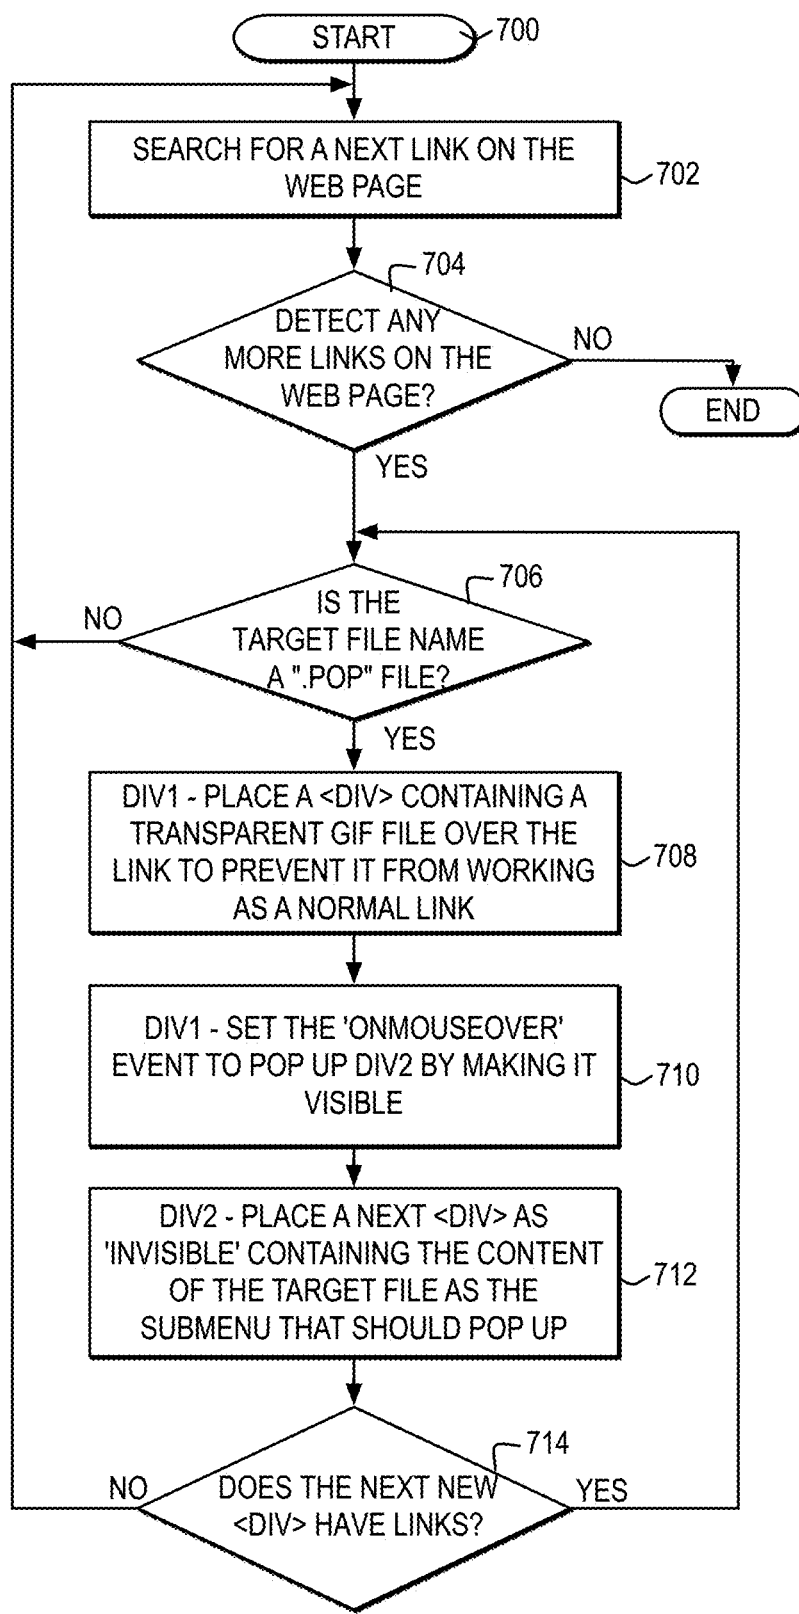 START
700
SEARCH FOR A NEXT LINK ON THE
WEB PAGE
702
704
DETECT ANY
MORE LINKS ON THE
WEB PAGE?
NO
END
YES
706
IS THE
TARGET FILE NAME
A ".POP" FILE?
NO
YES
DIV1 - PLACE A <DIV> CONTAINING A
TRANSPARENT GIF FILE OVER THE
LINK TO PREVENT IT FROM WORKING
AS A NORMAL LINK
708
DIV1 - SET THE 'ONMOUSEOVER'
EVENT TO POP UP DIV2 BY MAKING IT
VISIBLE
710
DIV2 - PLACE A NEXT <DIV> AS
'INVISIBLE' CONTAINING THE CONTENT
OF THE TARGET FILE AS THE
SUBMENU THAT SHOULD POP UP
712
714
DOES THE NEXT NEW
<DIV> HAVE LINKS?
NO
YES